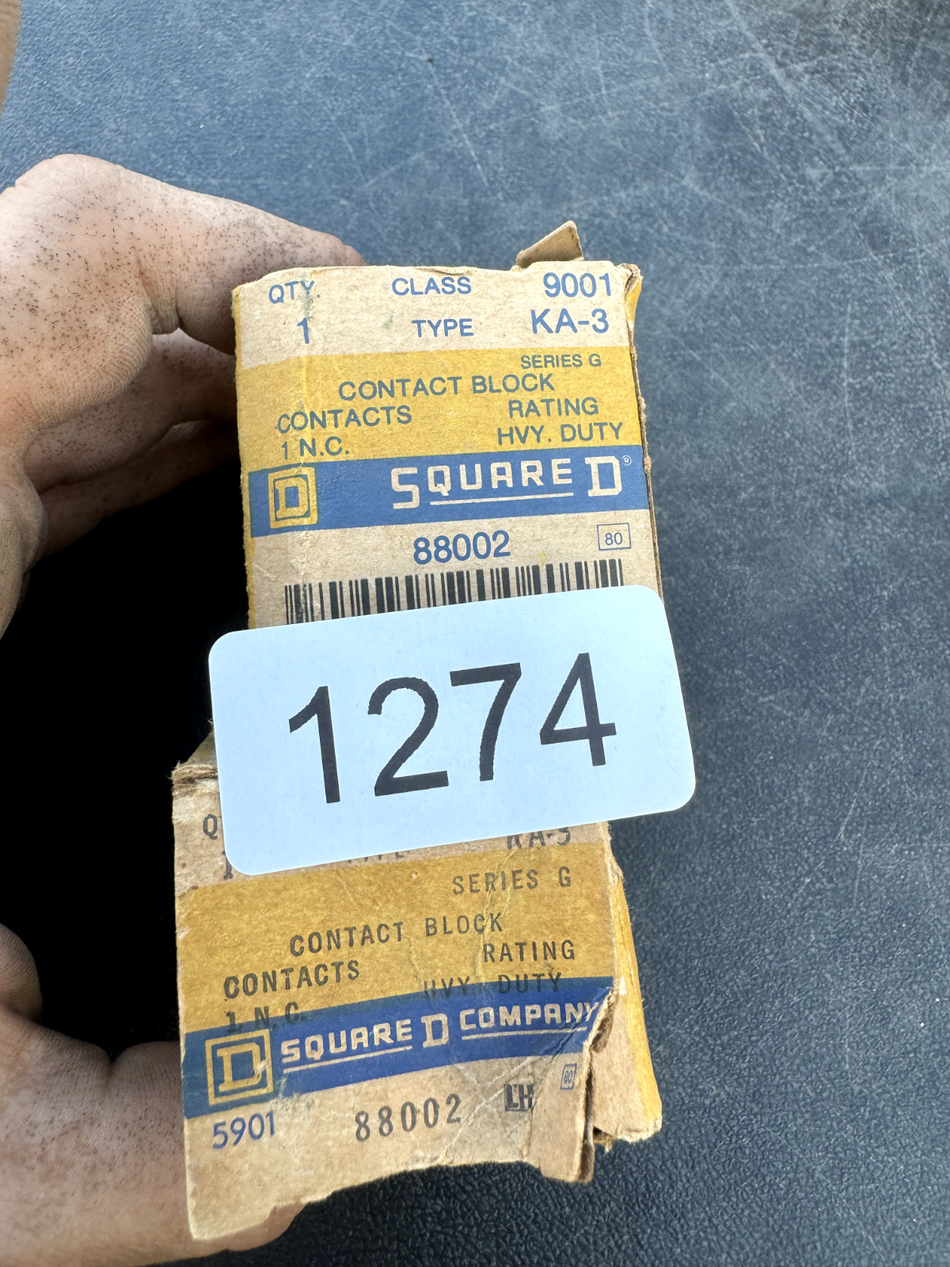 QTY. CLASS 9001
1 TYPE KA-3
SERIES G
CONTACT BLOCK
CONTACTS RATING
1 N.C. HVY. DUTY
D SQUARE D®
88002 80
1274
KA-3
SERIES G
CONTACT BLOCK
CONTACTS RATING
1 N.C. HVY. DUTY
D SQUARE D COMPANY
80
5901 88002